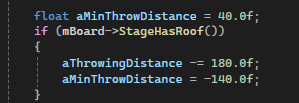 float aMinThrowDistance = 40.0f;
if (mBoard->StageHasRoof())
{
aThrowingDistance -= 180.0f;
aMinThrowDistance = -140.0f;
}